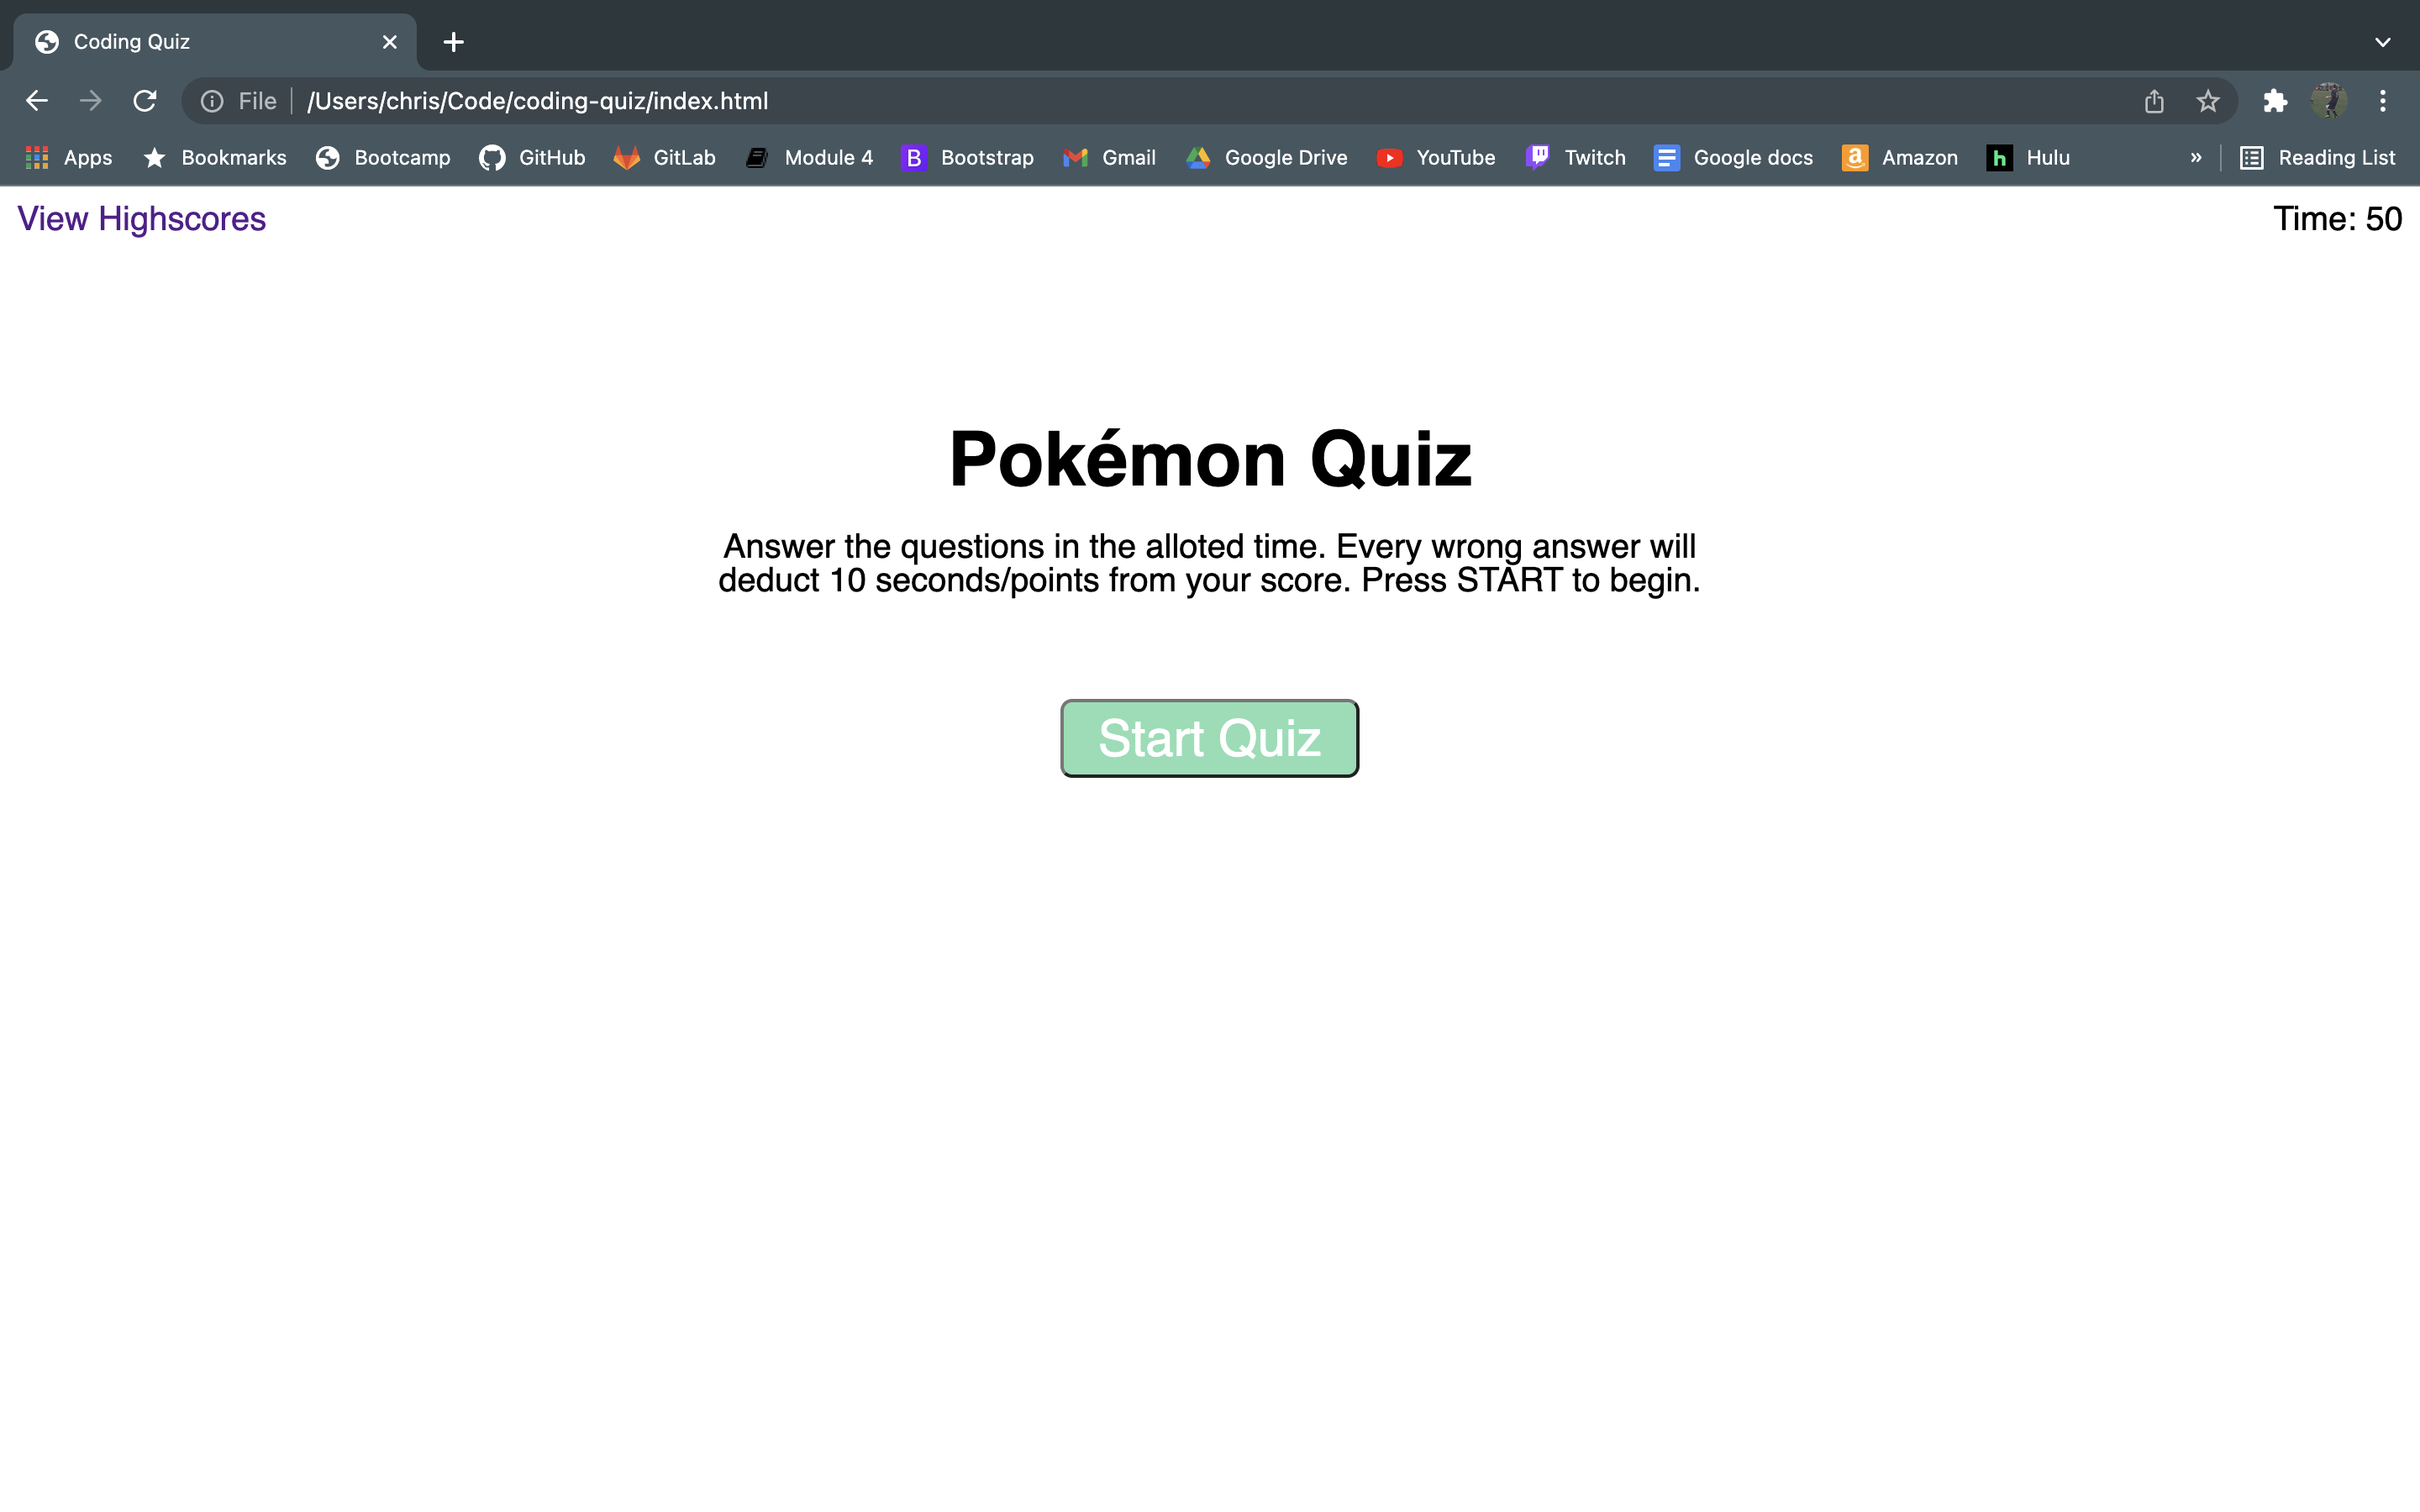 Coding Quiz
File /Users/chris/Code/coding-quiz/index.html
Apps Bookmarks Bootcamp GitHub GitLab Module 4 B Bootstrap Gmail Google Drive YouTube Twitch Google docs a Amazon h Hulu » Reading List
View Highscores Time: 50
Pokémon Quiz
Answer the questions in the alloted time. Every wrong answer will
deduct 10 seconds/points from your score. Press START to begin.
Start Quiz